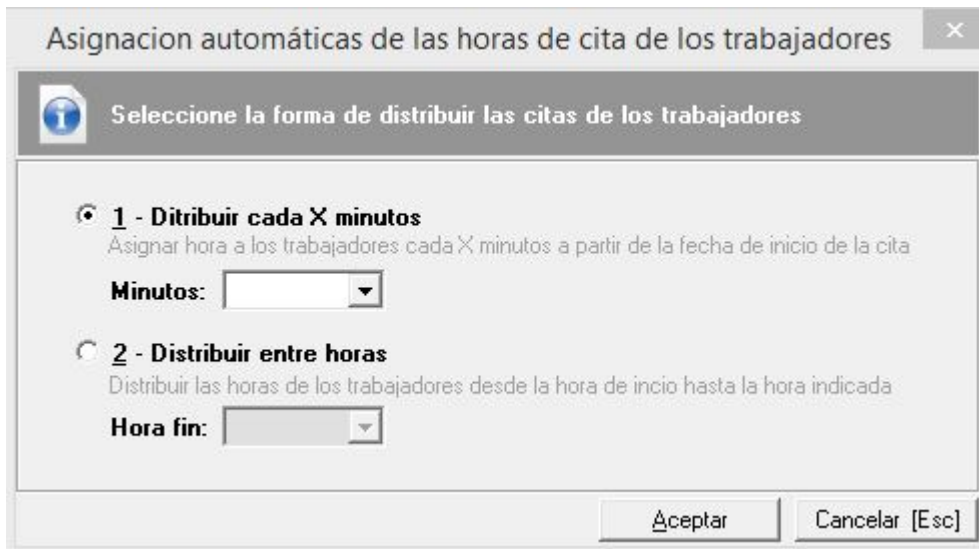 Asignacion automáticas de las horas de cita de los trabajadores
Seleccione la forma de distribuir las citas de los trabajadores
1 - Ditribuir cada X minutos
Asignar hora a los trabajadores cada X minutos a partir de la fecha de inicio de la cita
Minutos:
2 - Distribuir entre horas
Distribuir las horas de los trabajadores desde la hora de incio hasta la hora indicada
Hora fin:
Aceptar
Cancelar [Esc]